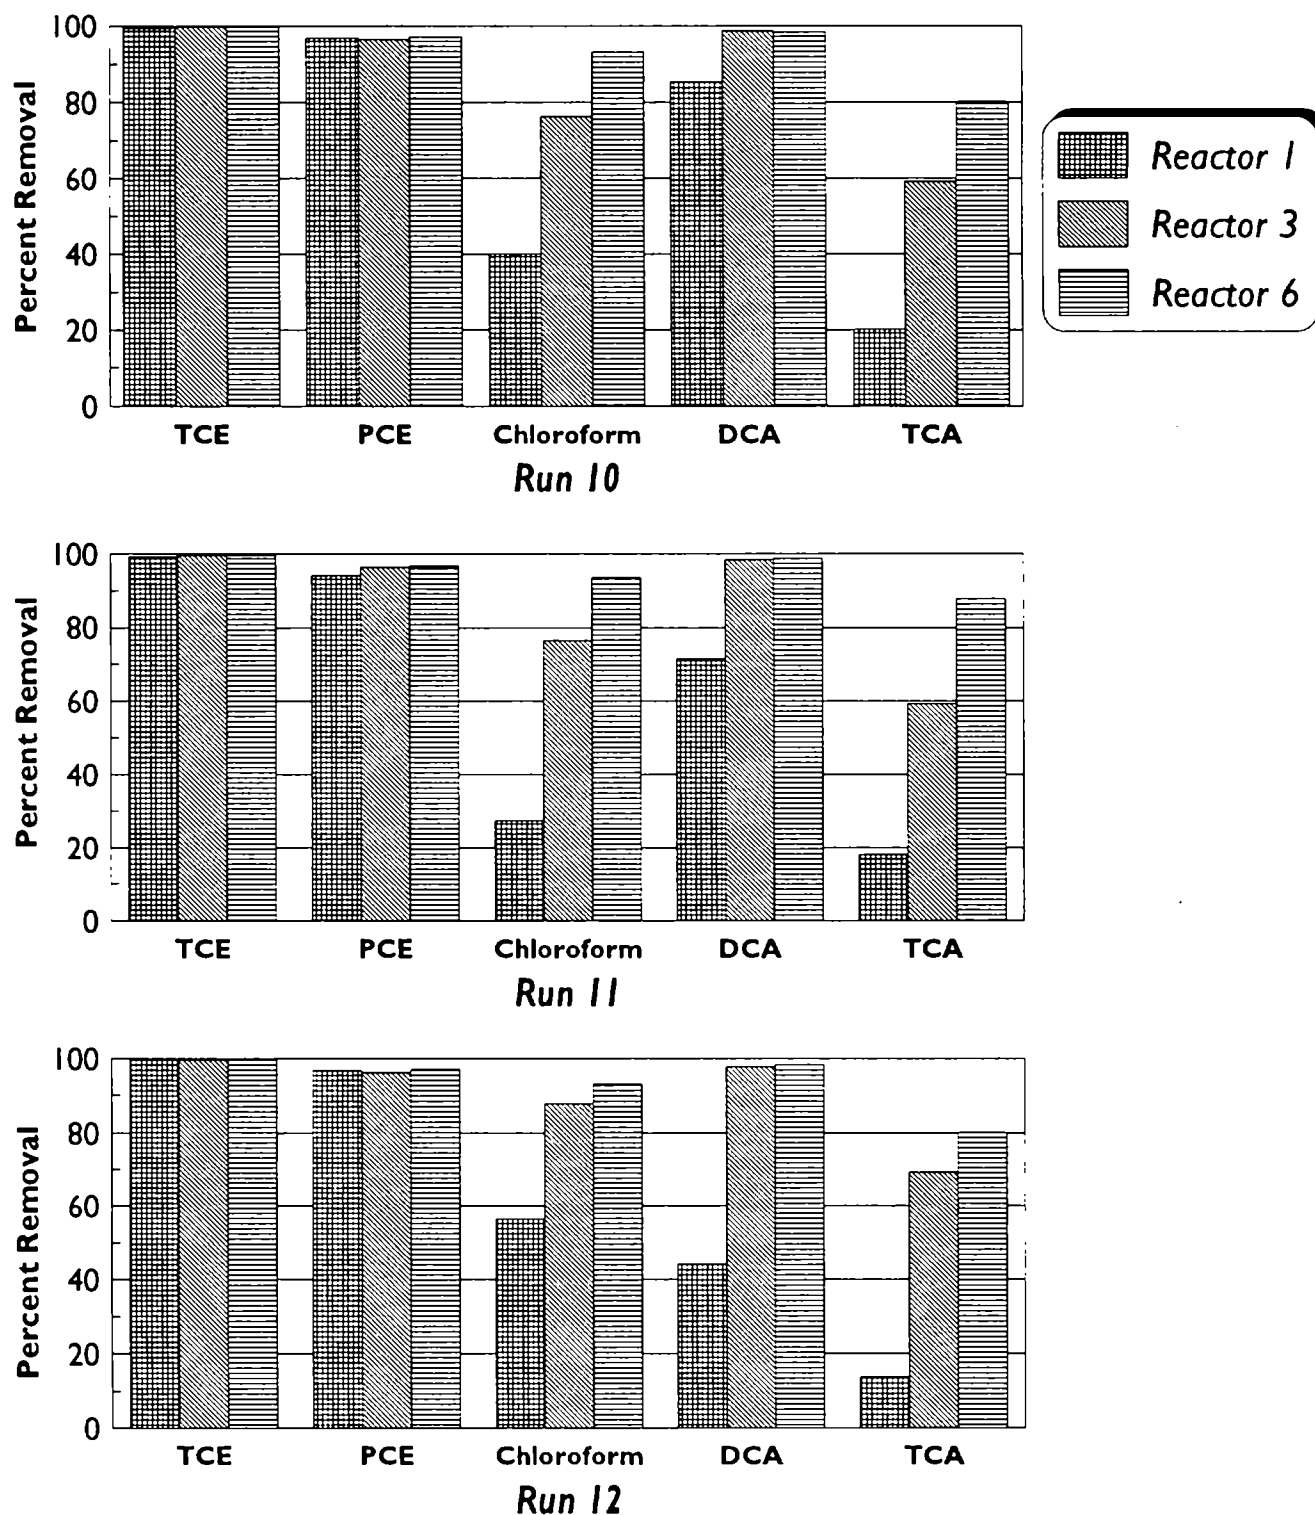 Percent Removal
100
80
60
40
20
0
TCE PCE Chloroform DCA TCA
Run 10
Reactor 1
Reactor 3
Reactor 6
Percent Removal
100
80
60
40
20
0
TCE PCE Chloroform DCA TCA
Run 11
Percent Removal
100
80
60
40
20
0
TCE PCE Chloroform DCA TCA
Run 12